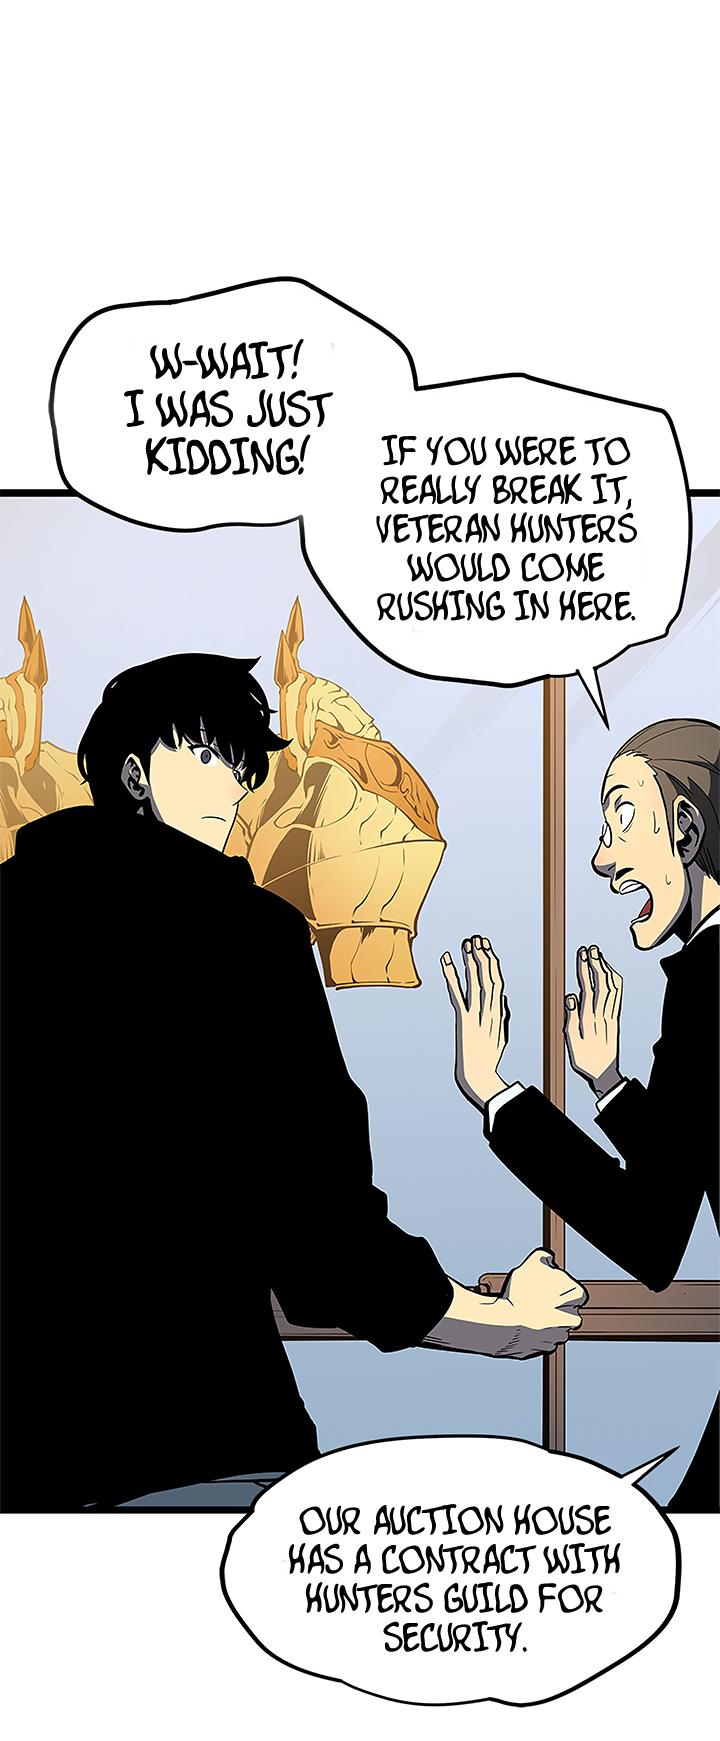 W-WAIT!
I WAS JUST
KIDDING!
IF YOU WERE TO
REALLY BREAK IT,
VETERAN HUNTERS
WOULD COME
RUSHING IN HERE.
OUR AUCTION HOUSE
HAS A CONTRACT WITH
HUNTERS GUILD FOR
SECURITY.